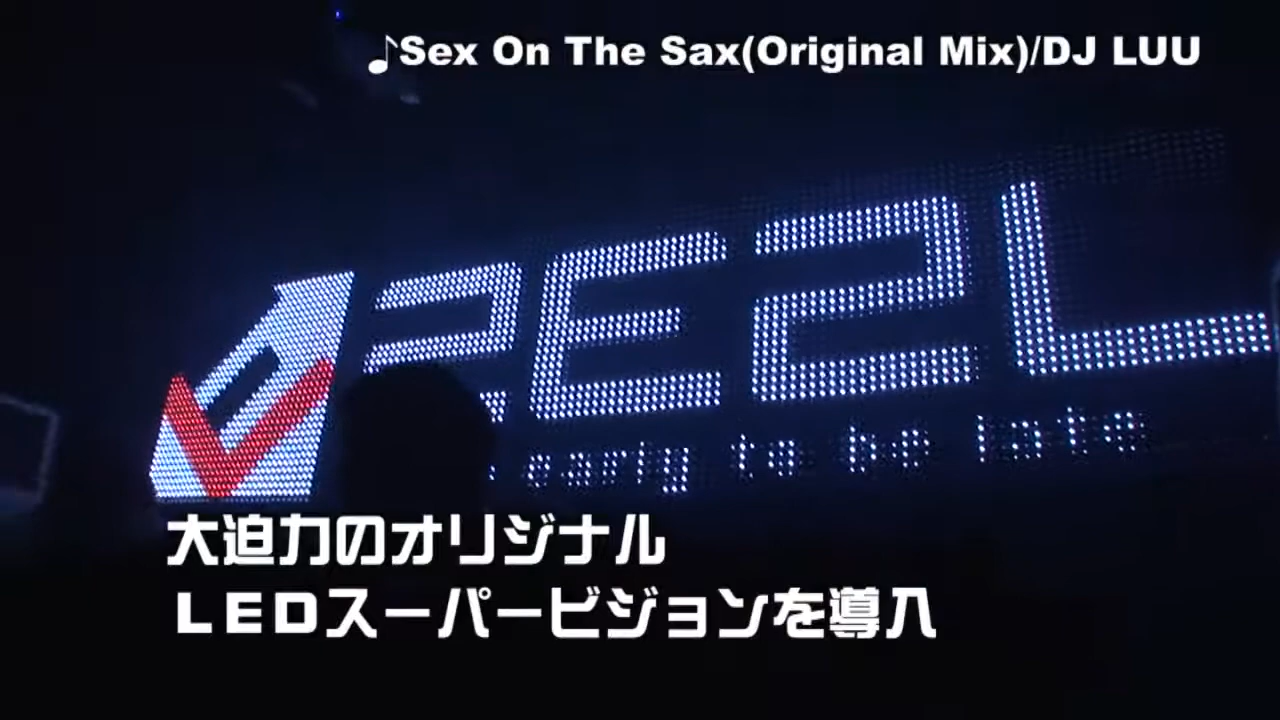 ♪Sex On The Sax(Original Mix)/DJ LUU
early to be late
大迫力のオリジナル
LEDスーパービジョンを導入